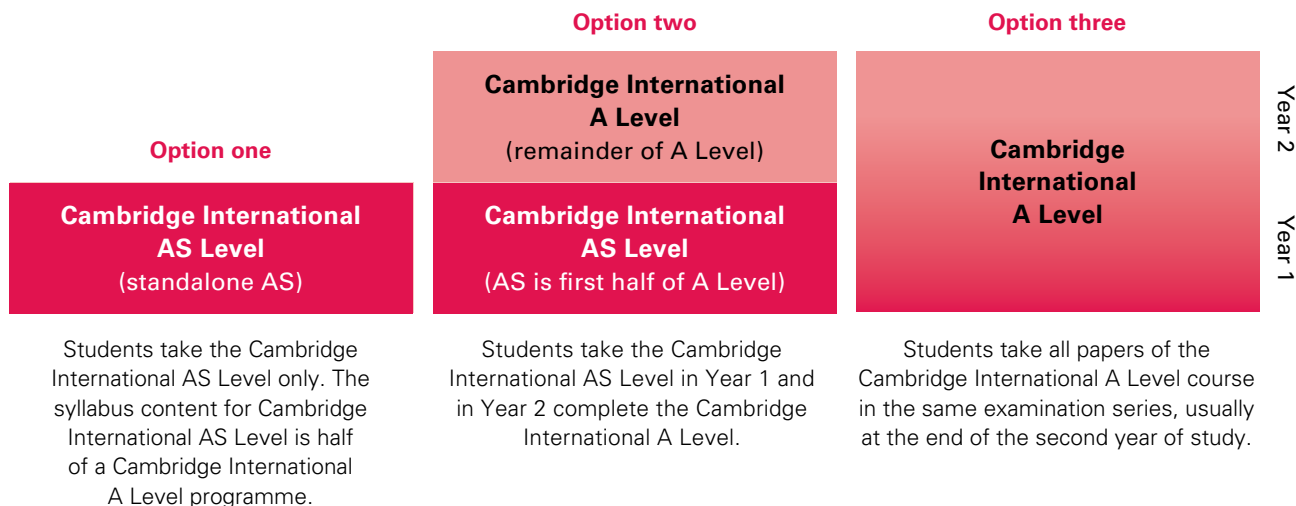 Option one
Cambridge International
AS Level
(standalone AS)
Students take the Cambridge
International AS Level only. The
syllabus content for Cambridge
International AS Level is half
of a Cambridge International
A Level programme.
Option two
Cambridge International
A Level
(remainder of A Level)
Cambridge International
AS Level
(AS is first half of A Level)
Students take the Cambridge
International AS Level in Year 1 and
in Year 2 complete the Cambridge
International A Level.
Option three
Cambridge
International
A Level
Students take all papers of the
Cambridge International A Level course
in the same examination series, usually
at the end of the second year of study.
Year 2
Year 1